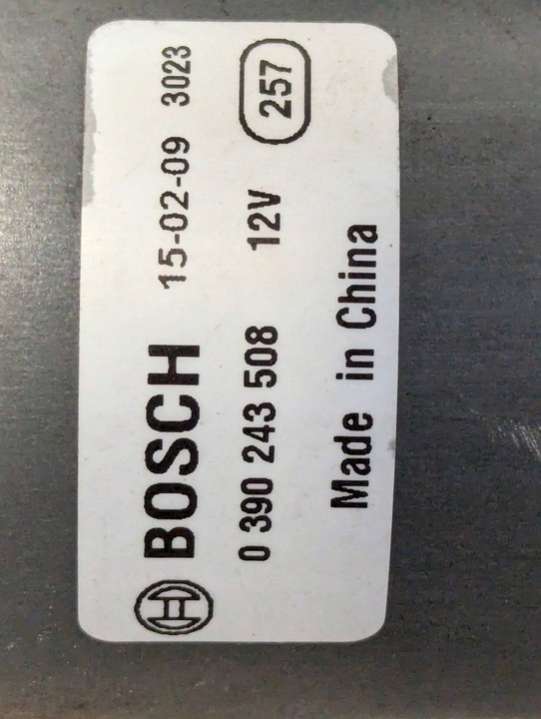 BOSCH 15-02-09 3023
0 390 243 508 12V 257
Made in China